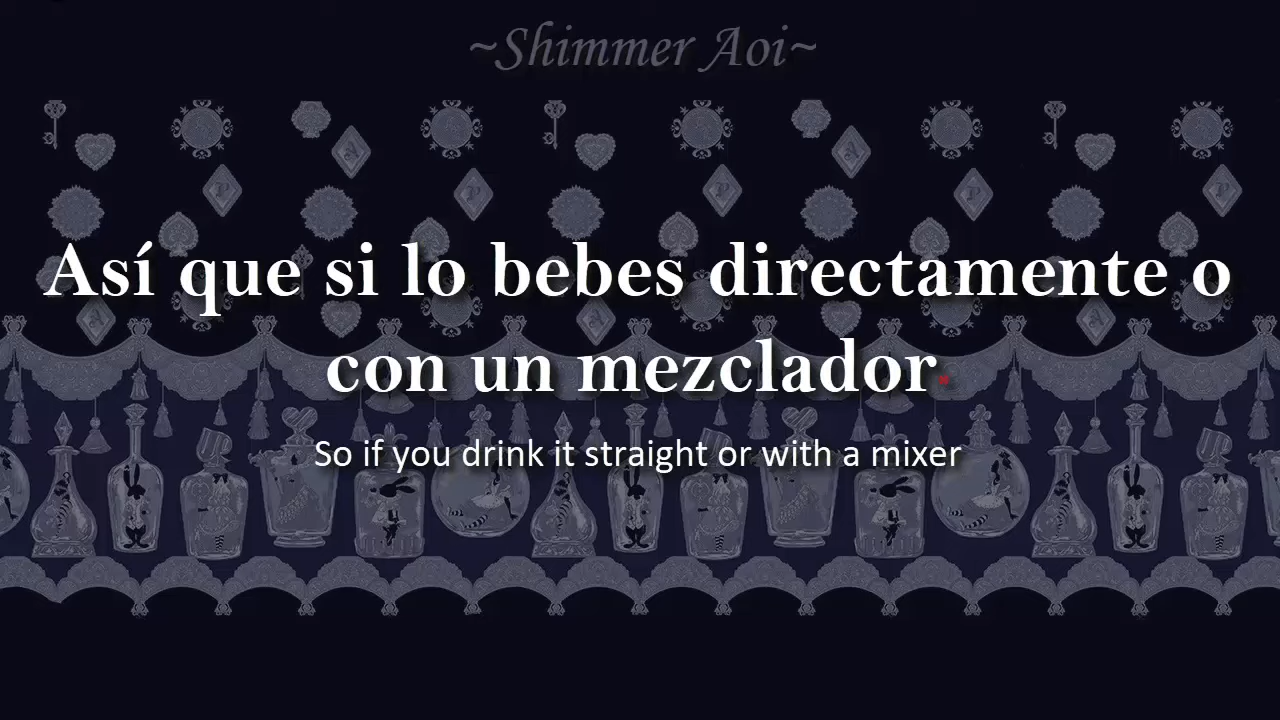 ~Shimmer Aoi~
Así que si lo bebes directamente o
con un mezclador.
So if you drink it straight or with a mixer